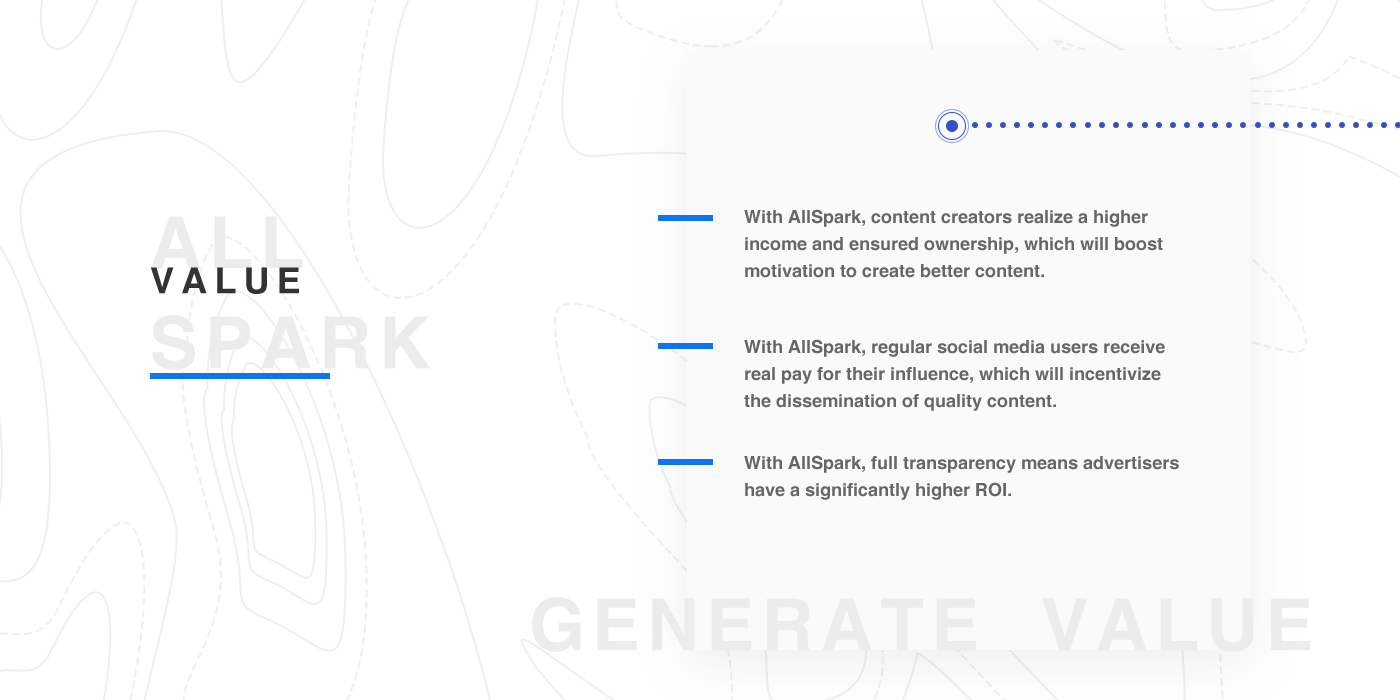 ALL
VALUE
SPARK
With AllSpark, content creators realize a higher
income and ensured ownership, which will boost
motivation to create better content.
With AllSpark, regular social media users receive
real pay for their influence, which will incentivize
the dissemination of quality content.
With AllSpark, full transparency means advertisers
have a significantly higher ROI.
GENERATE VALUE